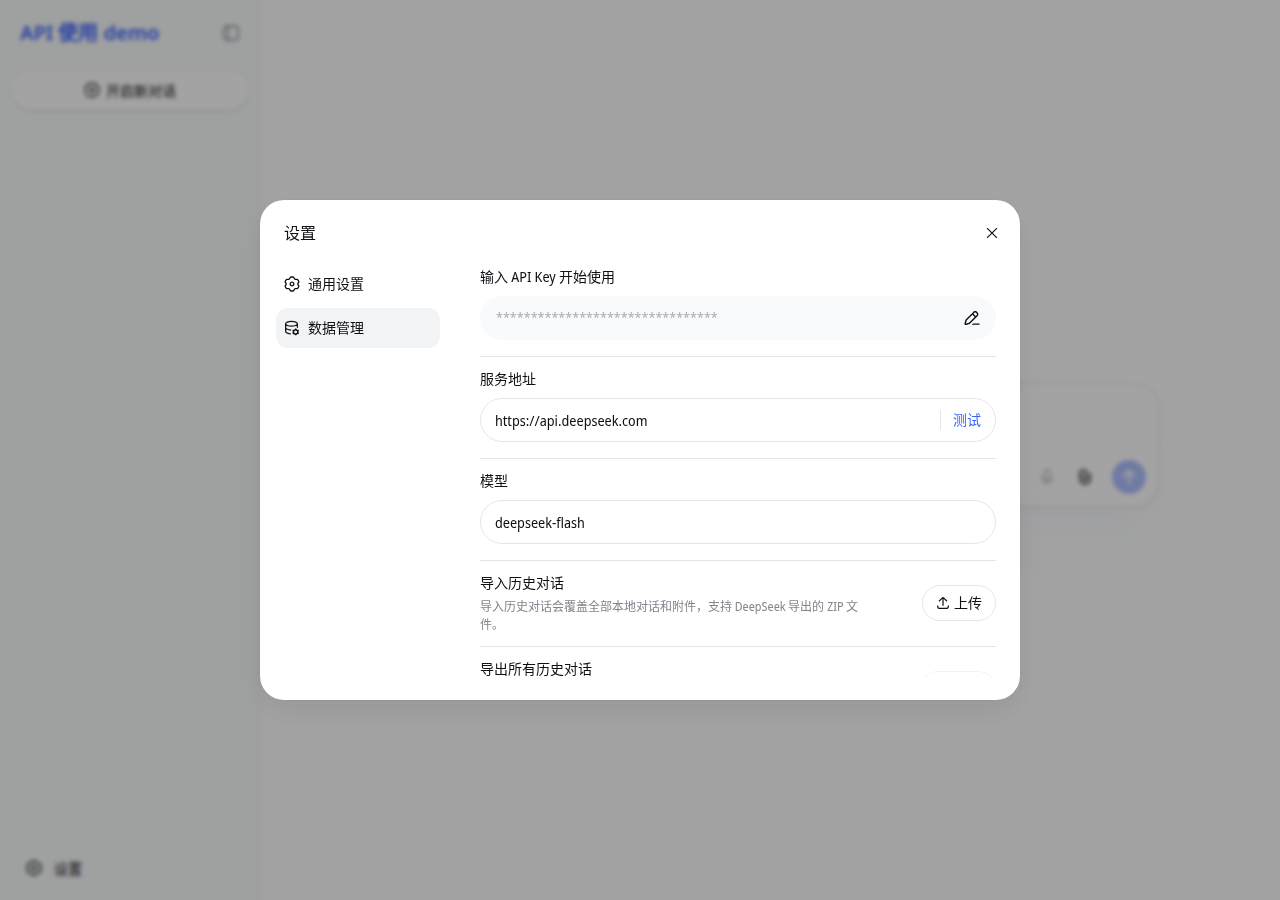 API 使用 demo
开启新对话
设置
通用设置
数据管理
输入 API Key 开始使用
********************************
服务地址
https://api.deepseek.com
测试
模型
deepseek-flash
导入历史对话
导入历史对话会覆盖全部本地对话和附件，支持 DeepSeek 导出的 ZIP 文
件。
上传
导出所有历史对话
设置